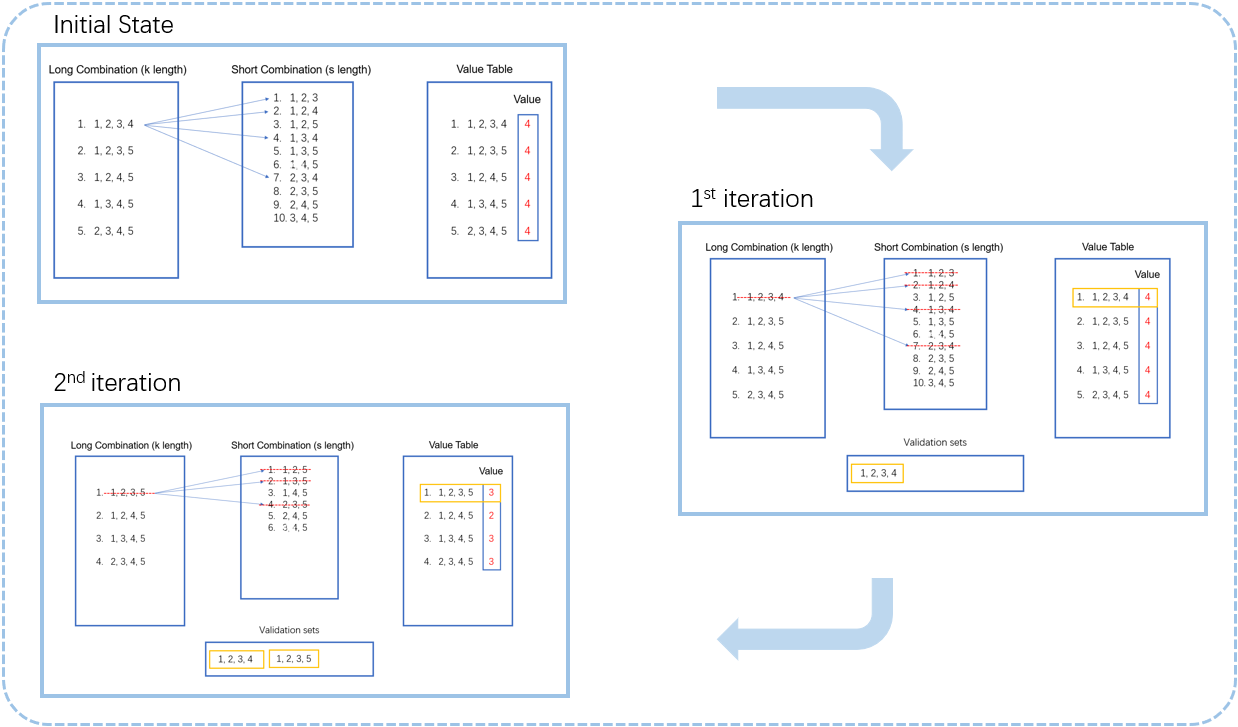 Initial State
Long Combination (k length)
Short Combination (s length)
Value Table
Value
1. 1, 2, 3, 4
2. 1, 2, 3, 5
3. 1, 2, 4, 5
4. 1, 3, 4, 5
5. 2, 3, 4, 5
1. 1, 2, 3
2. 1, 2, 4
3. 1, 2, 5
4. 1, 3, 4
5. 1, 3, 5
6. 1, 4, 5
7. 2, 3, 4
8. 2, 3, 5
9. 2, 4, 5
10. 3, 4, 5
1. 1, 2, 3, 4 4
2. 1, 2, 3, 5 4
3. 1, 2, 4, 5 4
4. 1, 3, 4, 5 4
5. 2, 3, 4, 5 4
1st iteration
Long Combination (k length)
Short Combination (s length)
Value Table
Value
1. 1, 2, 3, 4
2. 1, 2, 3, 5
3. 1, 2, 4, 5
4. 1, 3, 4, 5
5. 2, 3, 4, 5
1. 1, 2, 3
2. 1, 2, 4
3. 1, 2, 5
4. 1, 3, 4
5. 1, 3, 5
6. 1, 4, 5
7. 2, 3, 4
8. 2, 3, 5
9. 2, 4, 5
10. 3, 4, 5
1. 1, 2, 3, 4 4
2. 1, 2, 3, 5 4
3. 1, 2, 4, 5 4
4. 1, 3, 4, 5 4
5. 2, 3, 4, 5 4
Validation sets
1, 2, 3, 4
2nd iteration
Long Combination (k length)
Short Combination (s length)
Value Table
Value
1. 1, 2, 3, 5
2. 1, 2, 4, 5
3. 1, 3, 4, 5
4. 2, 3, 4, 5
1. 1, 2, 5
2. 1, 3, 5
3. 1, 4, 5
4. 2, 3, 5
5. 2, 4, 5
6. 3, 4, 5
1. 1, 2, 3, 5 3
2. 1, 2, 4, 5 2
3. 1, 3, 4, 5 3
4. 2, 3, 4, 5 3
Validation sets
1, 2, 3, 4
1, 2, 3, 5